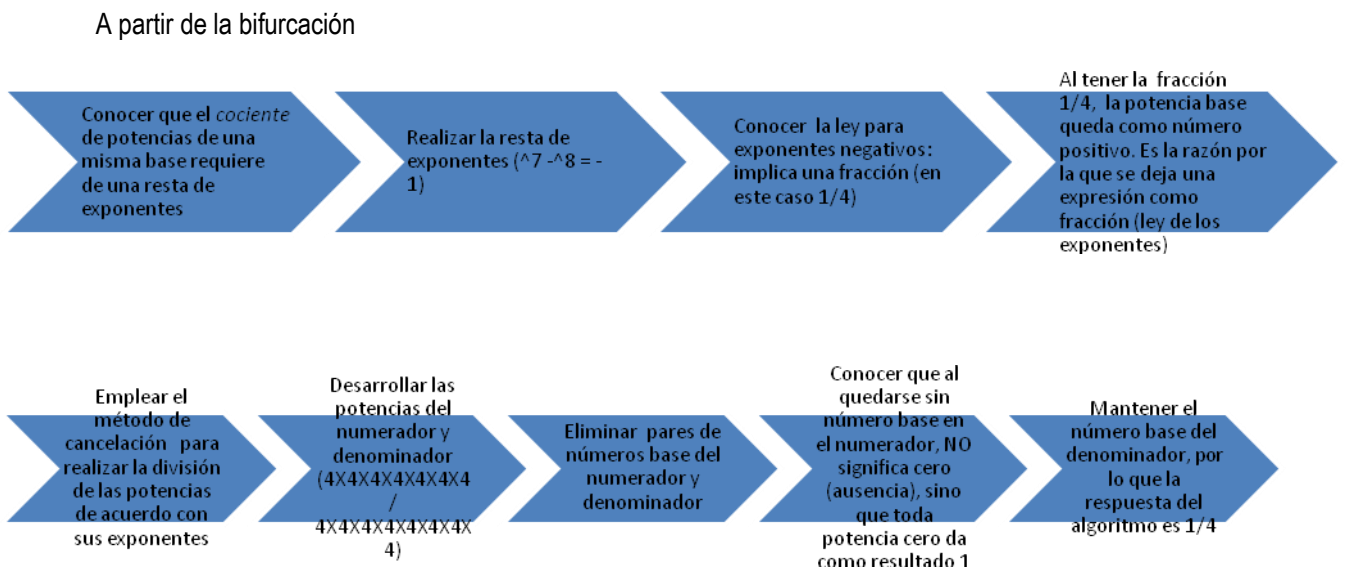 A partir de la bifurcación
Conocer que el cociente
de potencias de una
misma base requiere
de una resta de
exponentes
Realizar la resta de
exponentes (^7 -^8 = -
1)
Conocer la ley para
exponentes negativos:
implica una fracción (en
este caso 1/4)
Al tener la fracción
1/4, la potencia base
queda como número
positivo. Es la razón por
la que se deja una
expresión como
fracción (ley de los
exponentes)
Emplear el
método de
cancelación para
realizar la división
de las potencias
de acuerdo con
sus exponentes
Desarrollar las
potencias del
numerador y
denominador
(4X4X4X4X4X4X4
/
4X4X4X4X4X4X4X
4)
Eliminar pares de
números base del
numerador y
denominador
Conocer que al
quedarse sin
número base en
el numerador, NO
significa cero
(ausencia), sino
que toda
potencia cero da
como resultado 1
Mantener el
número base del
denominador, por
lo que la
respuesta del
algoritmo es 1/4